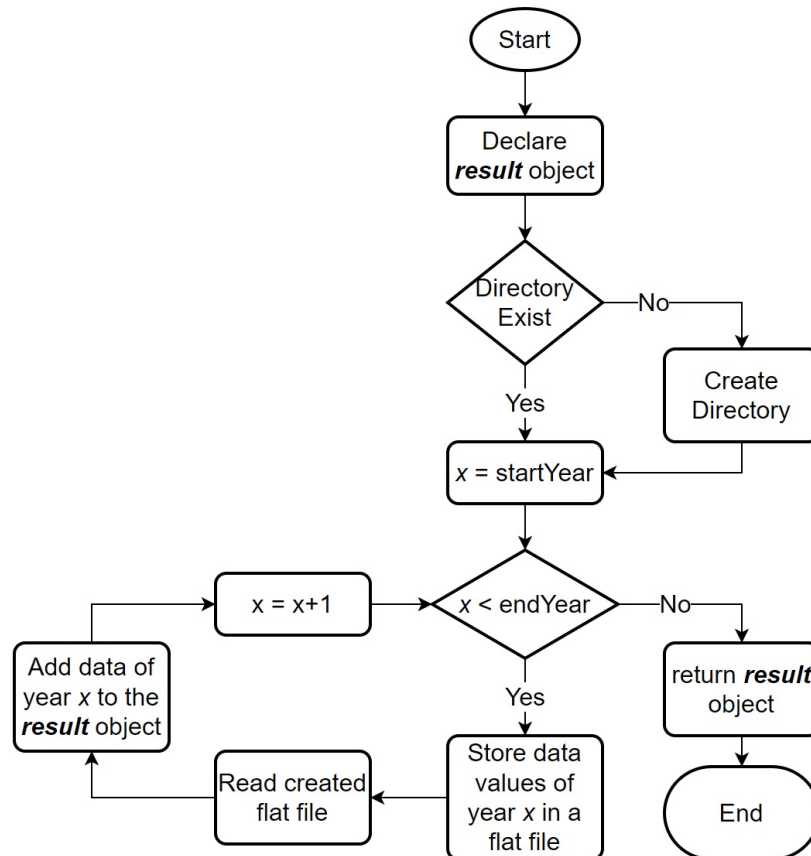 Start
Declare
result object
Directory
Exist
No
Create
Directory
Yes
x = startYear
x = x+1
x < endYear
No
Add data of
year x to the
result object
Yes
return result
object
Read created
flat file
Store data
values of
year x in a
flat file
End